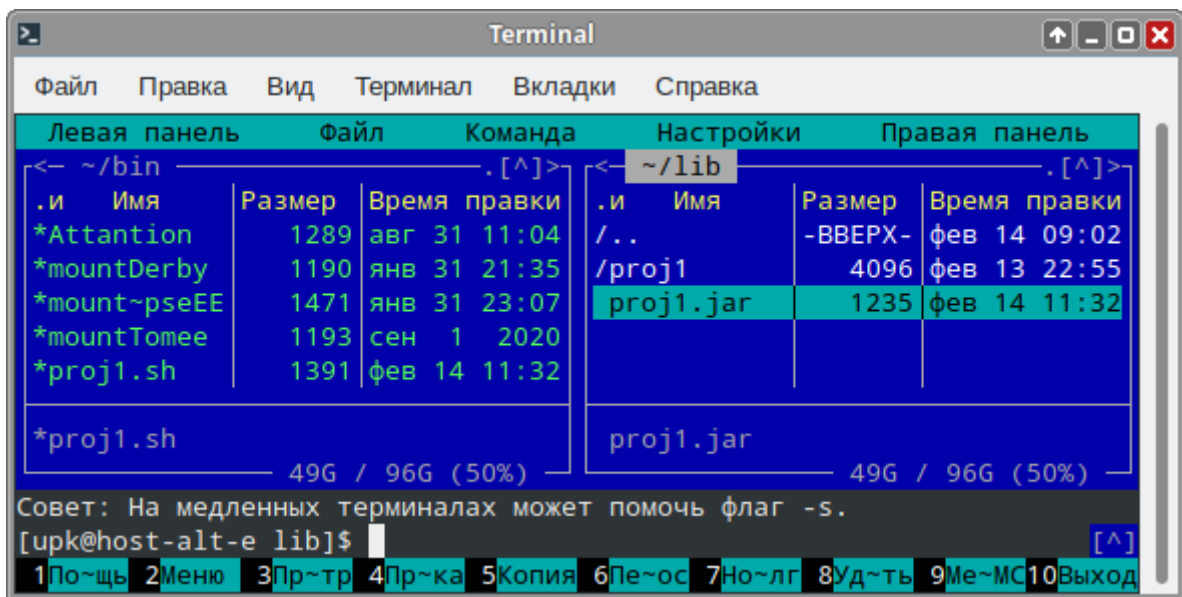 Terminal
Файл Правка Вид Терминал Вкладки Справка
Левая панель Файл Команда Настройки Правая панель
<— ~/bin .[^]> <— ~/lib .[^]>
.и Имя Размер Время правки .и Имя Размер Время правки
*Attantion 1289 авг 31 11:04 /.. -ВВЕРХ- фев 14 09:02
*mountDerby 1190 янв 31 21:35 /proj1 4096 фев 13 22:55
*mount~pseEE 1471 янв 31 23:07 proj1.jar 1235 фев 14 11:32
*mountTomee 1193 сен 1 2020
*proj1.sh 1391 фев 14 11:32
*proj1.sh proj1.jar
49G / 96G (50%) 49G / 96G (50%)
Совет: На медленных терминалах может помочь флаг -s.
[upk@host-alt-e lib]$ [^]
1По~щь 2Меню 3Пр~тр 4Пр~ка 5Копия 6Пе~ос 7Но~лг 8Уд~ть 9Ме~МС 10Выход